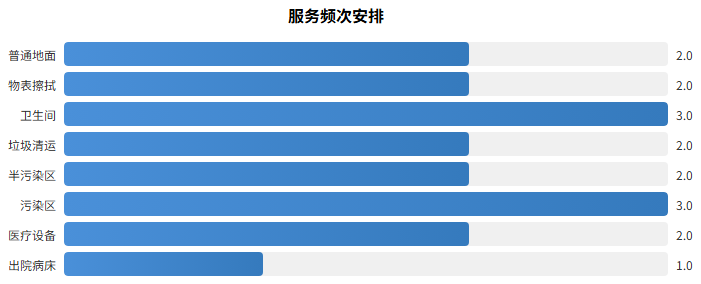 服务频次安排
普通地面 2.0
物表擦拭 2.0
卫生间 3.0
垃圾清运 2.0
半污染区 2.0
污染区 3.0
医疗设备 2.0
出院病床 1.0